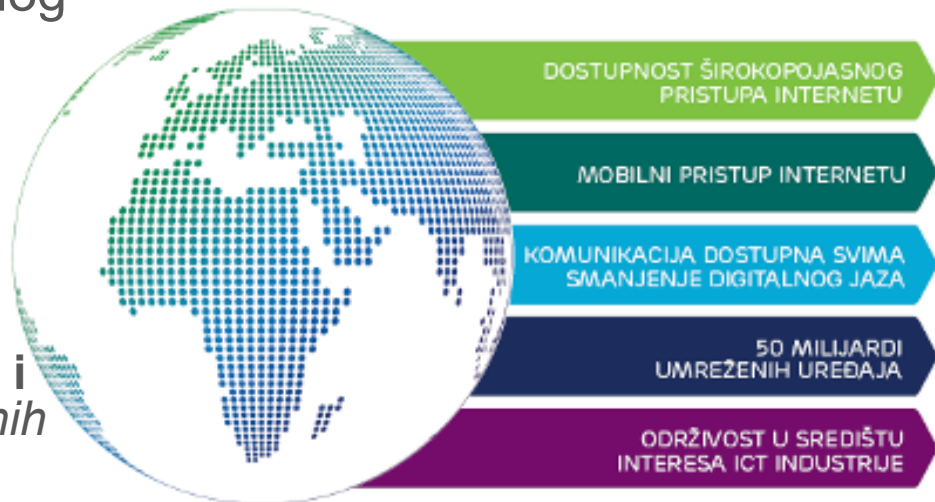 DOSTUPNOST ŠIROKOPOJASNOG
PRISTUPA INTERNETU
MOBILNI PRISTUP INTERNETU
KOMUNIKACIJA DOSTUPNA SVIMA
SMANJENJE DIGITALNOG JAZA
i
50 MILIJARDI
UMREŽENIH UREĐAJA
ODRŽIVOST U SREDIŠTU
INTERESA ICT INDUSTRIJE